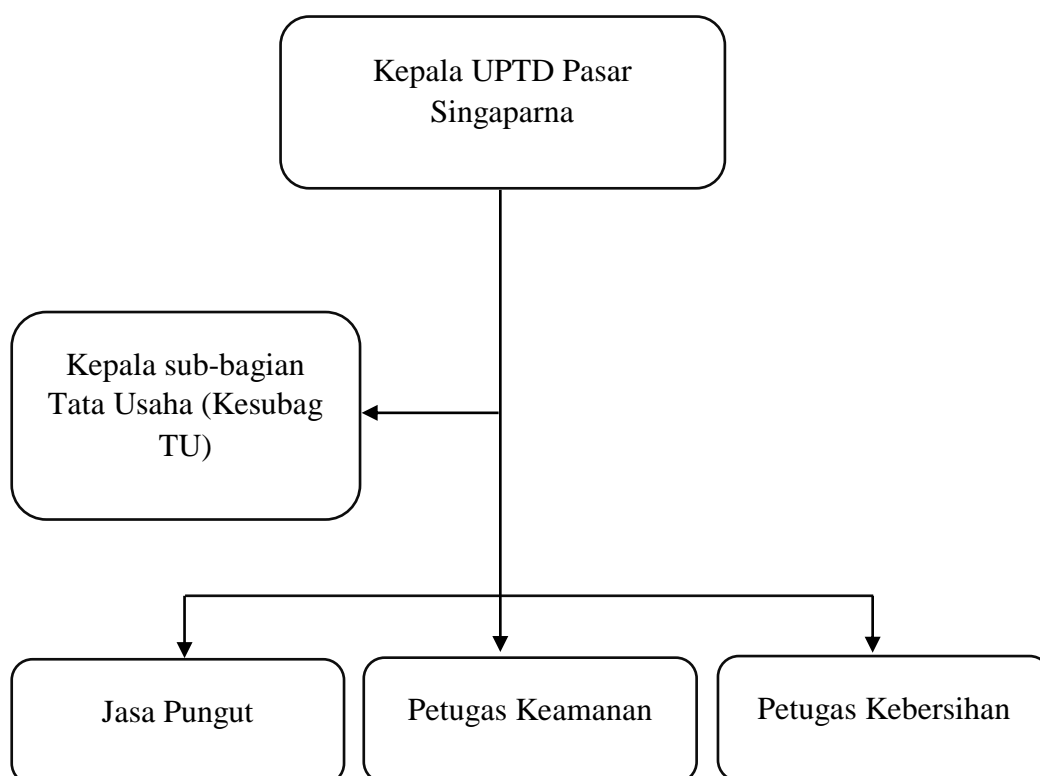 Kepala UPTD Pasar
Singaparna
Kepala sub-bagian
Tata Usaha (Kesubag
TU)
Jasa Pungut
Petugas Keamanan
Petugas Kebersihan